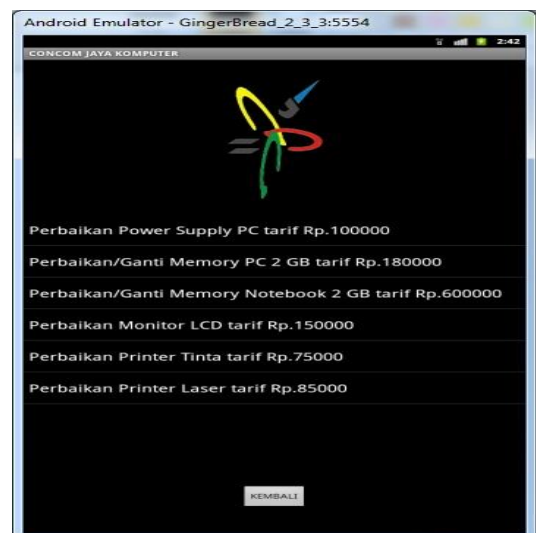 Android Emulator - GingerBread_2_3_3:5554
2:42
CONCOM JAYA KOMPUTER
Perbaikan Power Supply PC tarif Rp.100000
Perbaikan/Ganti Memory PC 2 GB tarif Rp.180000
Perbaikan/Ganti Memory Notebook 2 GB tarif Rp.600000
Perbaikan Monitor LCD tarif Rp.150000
Perbaikan Printer Tinta tarif Rp.75000
Perbaikan Printer Laser tarif Rp.85000
KEMBALI